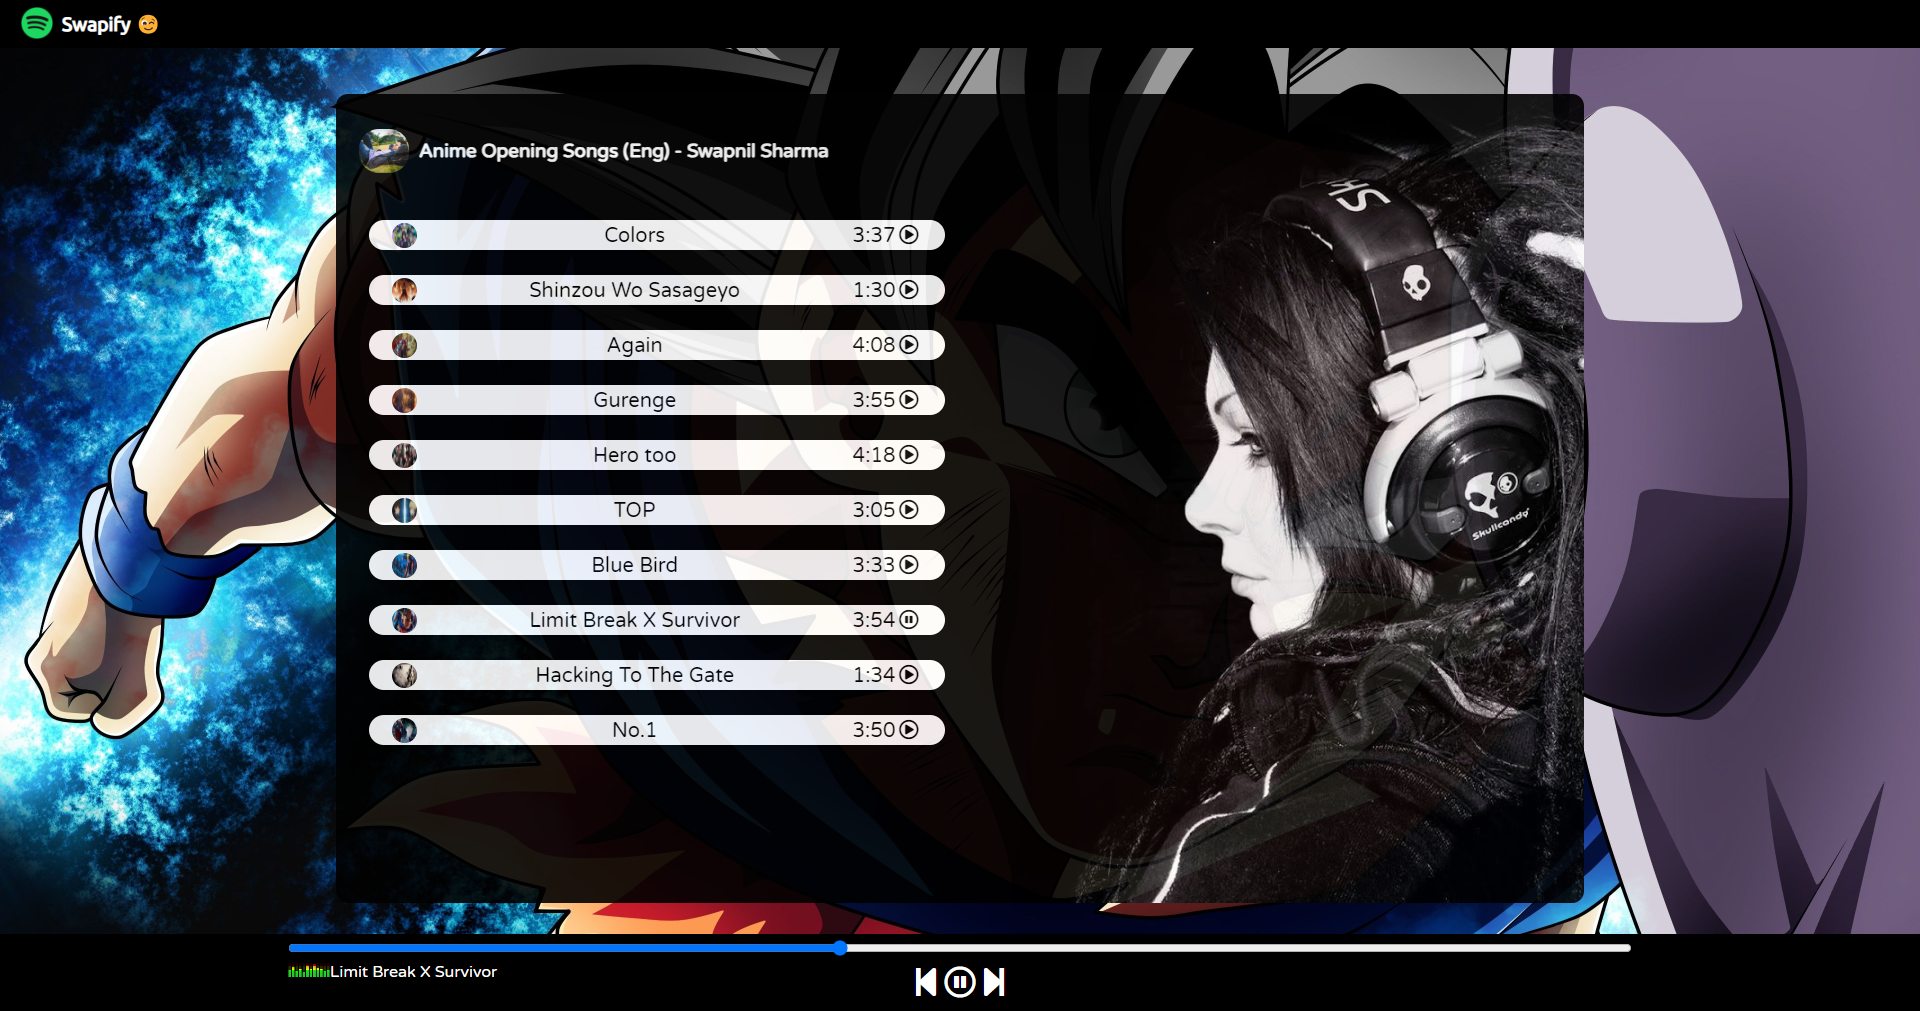 Swapify 😊
Anime Opening Songs (Eng) - Swapnil Sharma
Colors 3:37
Shinzou Wo Sasageyo 1:30
Again 4:08
Gurenge 3:55
Hero too 4:18
TOP 3:05
Blue Bird 3:33
Limit Break X Survivor 3:54
Hacking To The Gate 1:34
No.1 3:50
SK
Skullcandy
Limit Break X Survivor